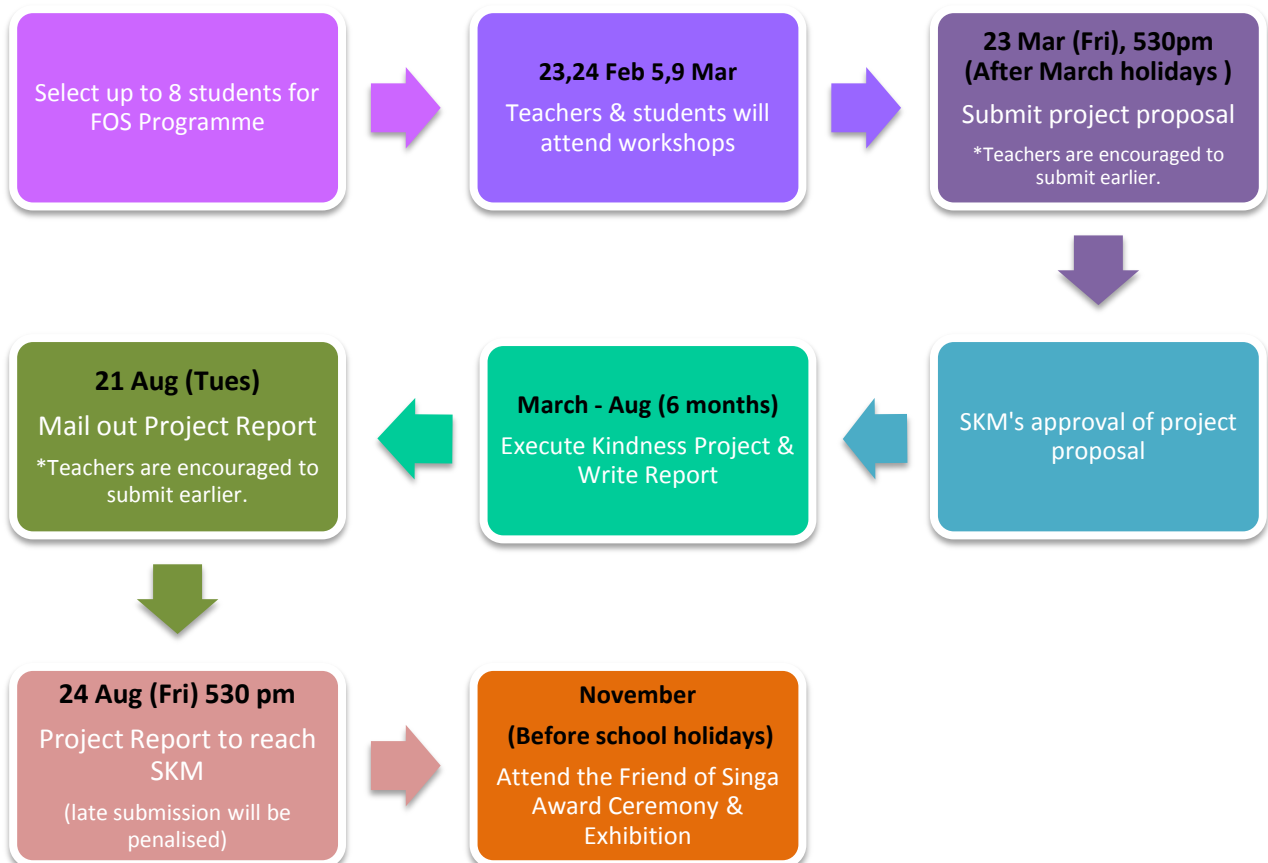 Select up to 8 students for
FOS Programme
23,24 Feb 5,9 Mar
Teachers & students will
attend workshops
23 Mar (Fri), 530pm
(After March holidays )
Submit project proposal
*Teachers are encouraged to
submit earlier.
SKM's approval of project
proposal
March - Aug (6 months)
Execute Kindness Project &
Write Report
21 Aug (Tues)
Mail out Project Report
*Teachers are encouraged to
submit earlier.
24 Aug (Fri) 530 pm
Project Report to reach
SKM
(late submission will be
penalised)
November
(Before school holidays)
Attend the Friend of Singa
Award Ceremony &
Exhibition